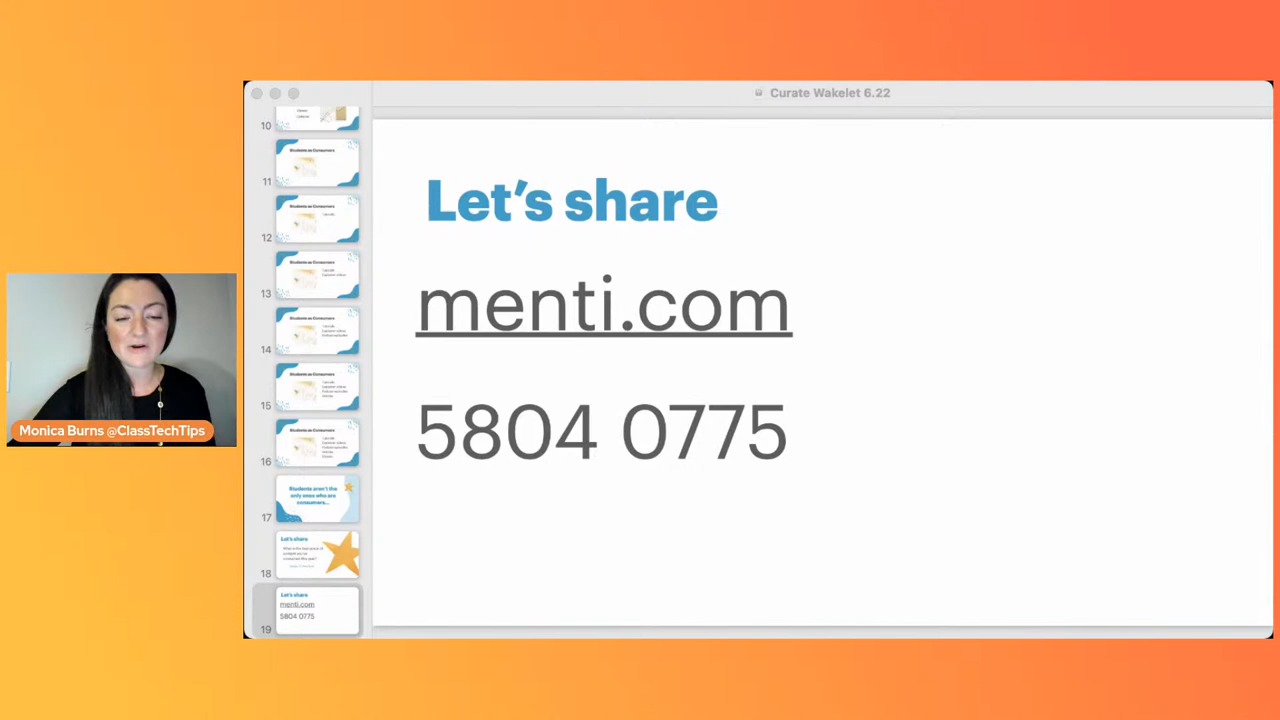 Curate Wakelet 6.22
10
Students as Consumers
11
Students as Consumers
12
Students as Consumers
13
Students as Consumers
14
Students as Consumers
15
Students as Consumers
16
Students aren't the
only ones who are
consumers...
17
Let's share
18
Let's share
menti.com
5804 0775
19
Let's share
menti.com
5804 0775
Monica Burns @ClassTechTips